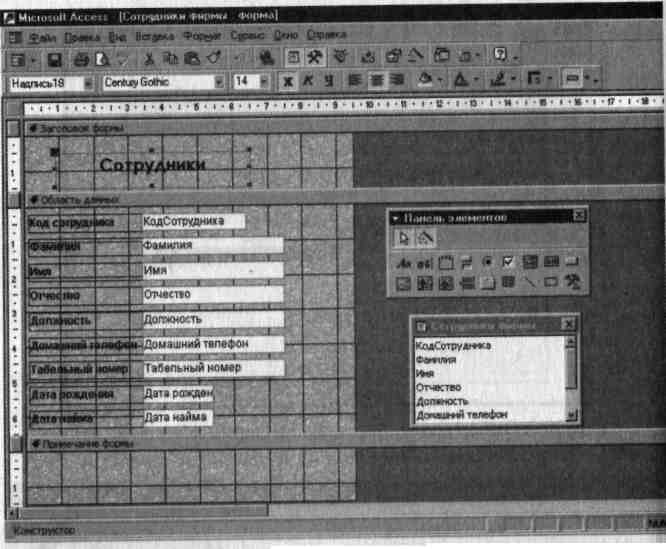 Microsoft Access - [Сотрудники фирмы : форма]
Файл Правка Вид Вставка Формат Сервис Окно Справка
Надпись18 Century Gothic 14 Ж К Ч
Заголовок формы
Сотрудники
Область данных
Код сотрудника КодСотрудника
Фамилия Фамилия
Имя Имя
Отчество Отчество
Должность Должность
Домашний телефон Домашний телефон
Табельный номер Табельный номер
Дата рождения Дата рожден
Дата найма Дата найма
Примечание формы
Панель элементов
Aa аб|
Сотрудники фирмы
КодСотрудника
Фамилия
Имя
Отчество
Должность
Домашний телефон
Конструктор
NUM